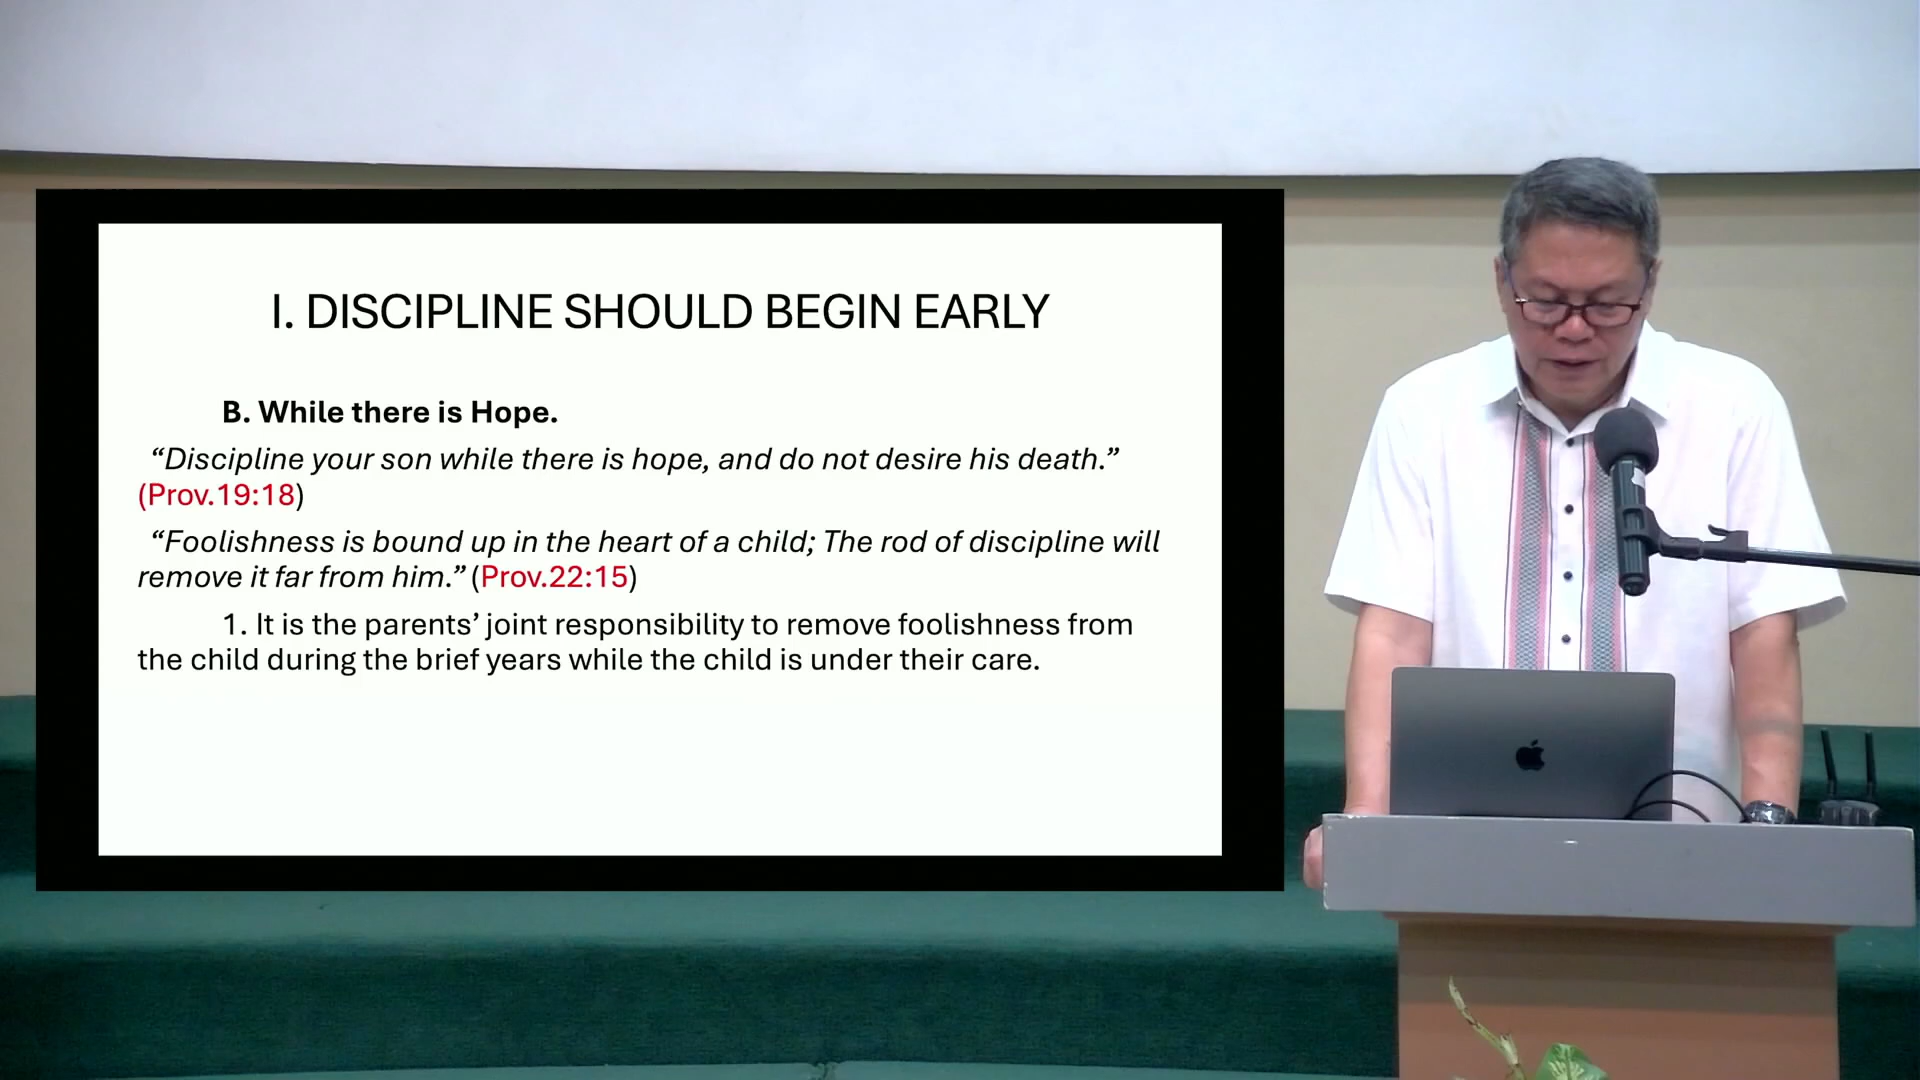 I. DISCIPLINE SHOULD BEGIN EARLY
B. While there is Hope.
“Discipline your son while there is hope, and do not desire his death.”
(Prov.19:18)
“Foolishness is bound up in the heart of a child; The rod of discipline will
remove it far from him.” (Prov.22:15)
1. It is the parents’ joint responsibility to remove foolishness from
the child during the brief years while the child is under their care.